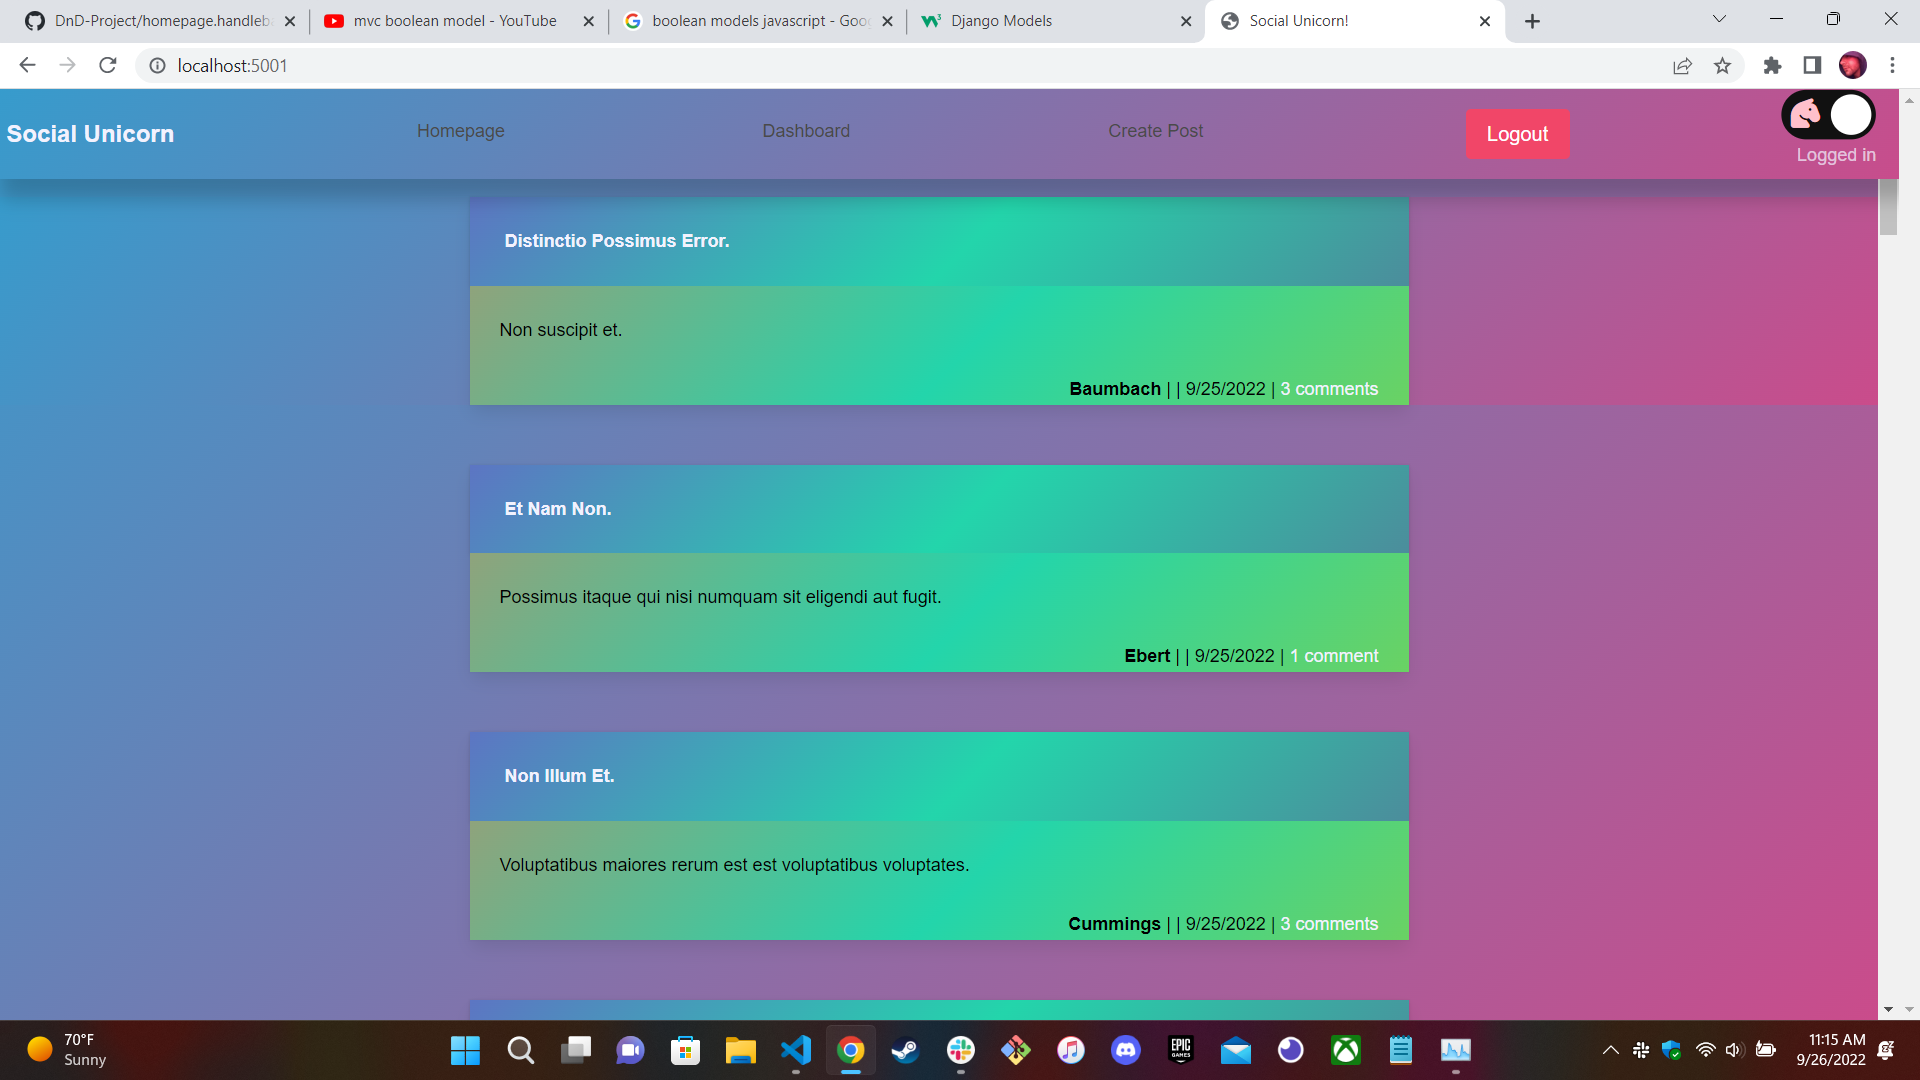 DnD-Project/homepage.handleb
mvc boolean model - YouTube
boolean models javascript - Goo
Django Models
Social Unicorn!
localhost:5001
Social Unicorn
Homepage
Dashboard
Create Post
Logout
Logged in
Distinctio Possimus Error.
Non suscipit et.
Baumbach | | 9/25/2022 | 3 comments
Et Nam Non.
Possimus itaque qui nisi numquam sit eligendi aut fugit.
Ebert | | 9/25/2022 | 1 comment
Non Illum Et.
Voluptatibus maiores rerum est est voluptatibus voluptates.
Cummings | | 9/25/2022 | 3 comments
70°F
Sunny
EPIC
GAMES
11:15 AM
9/26/2022